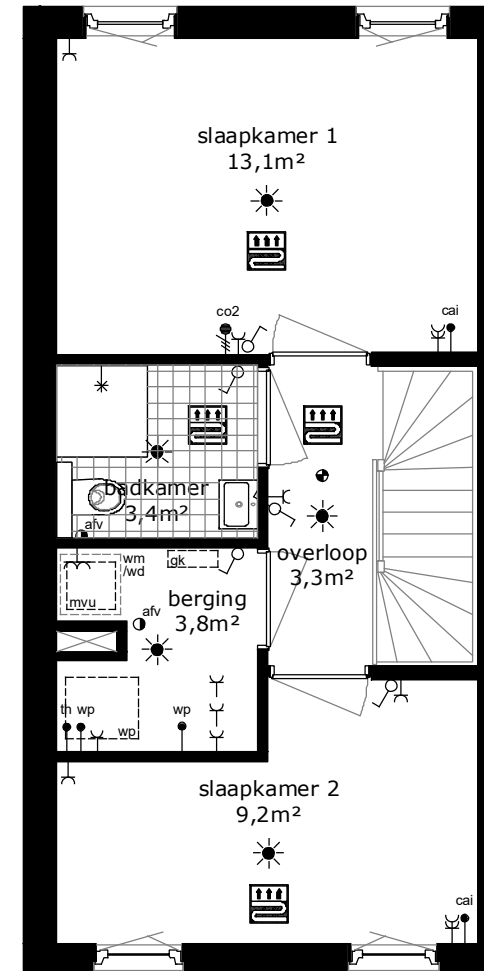 slaapkamer 1
13,1m²
co2
cai
badkamer
3,4m²
afv
overloop
3,3m²
wm
/wd
gk
mvu
berging
3,8m²
afv
th wp
wp
wp
slaapkamer 2
9,2m²
cai